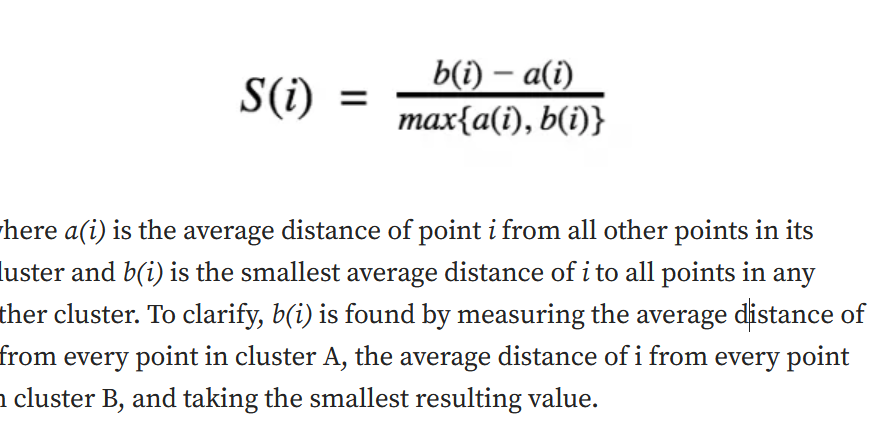 S(i) = b(i) − a(i) / max{a(i), b(i)}
here a(i) is the average distance of point i from all other points in its
luster and b(i) is the smallest average distance of i to all points in any
ther cluster. To clarify, b(i) is found by measuring the average distance of
from every point in cluster A, the average distance of i from every point
n cluster B, and taking the smallest resulting value.